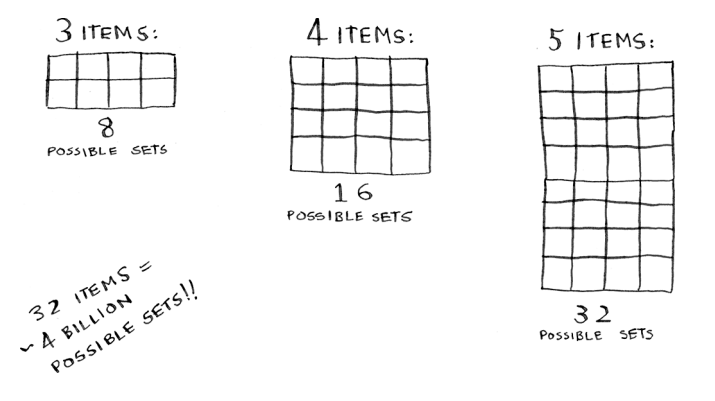 3 ITEMS:
8
POSSIBLE SETS
4 ITEMS:
16
POSSIBLE SETS
5 ITEMS:
32
POSSIBLE SETS
32 ITEMS =
~ 4 BILLION
POSSIBLE SETS!!